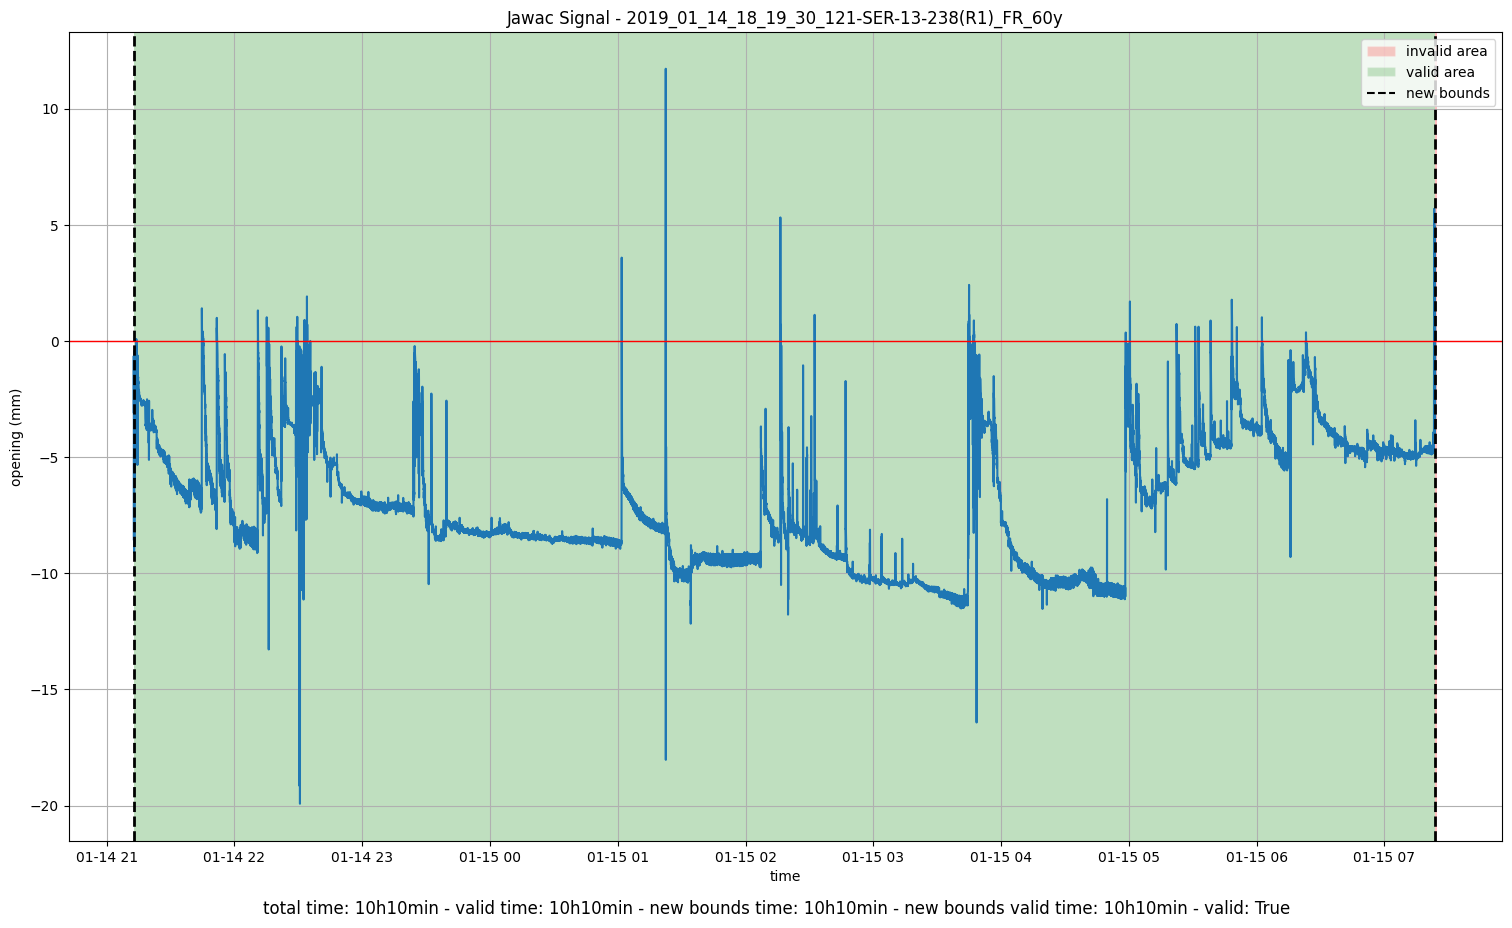 Jawac Signal - 2019_01_14_18_19_30_121-SER-13-238(R1)_FR_60y
invalid area
valid area
new bounds
opening (mm)
10
5
0
−5
−10
−15
−20
01-14 21
01-14 22
01-14 23
01-15 00
01-15 01
01-15 02
01-15 03
01-15 04
01-15 05
01-15 06
01-15 07
time
total time: 10h10min - valid time: 10h10min - new bounds time: 10h10min - new bounds valid time: 10h10min - valid: True